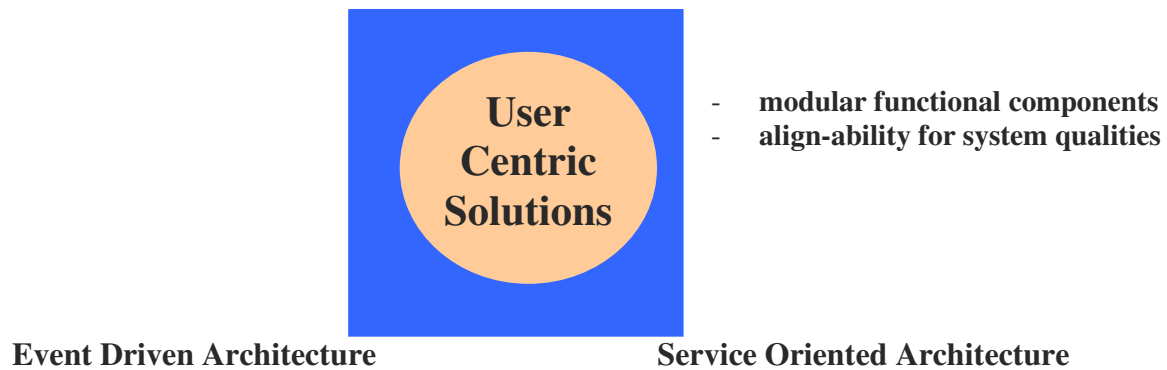 User
Centric
Solutions
- modular functional components
- align-ability for system qualities
Event Driven Architecture
Service Oriented Architecture